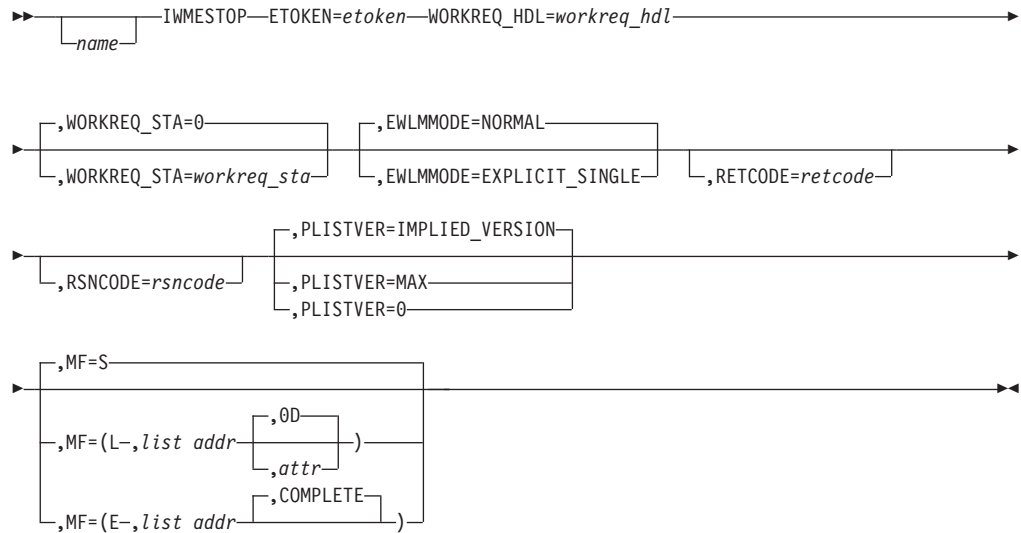 IWMESTOP ETOKEN=etoken WORKREQ_HDL=workreq_hdl
name
,WORKREQ_STA=0 ,EWLMMODE=NORMAL
,WORKREQ_STA=workreq_sta ,EWLMMODE=EXPLICIT_SINGLE ,RETCODE=retcode
,PLISTVER=IMPLIED_VERSION
,RSNCODE=rsncode ,PLISTVER=MAX
,PLISTVER=0
,MF=S
,0D
,MF=(L ,list addr )
,attr
,COMPLETE
,MF=(E ,list addr )